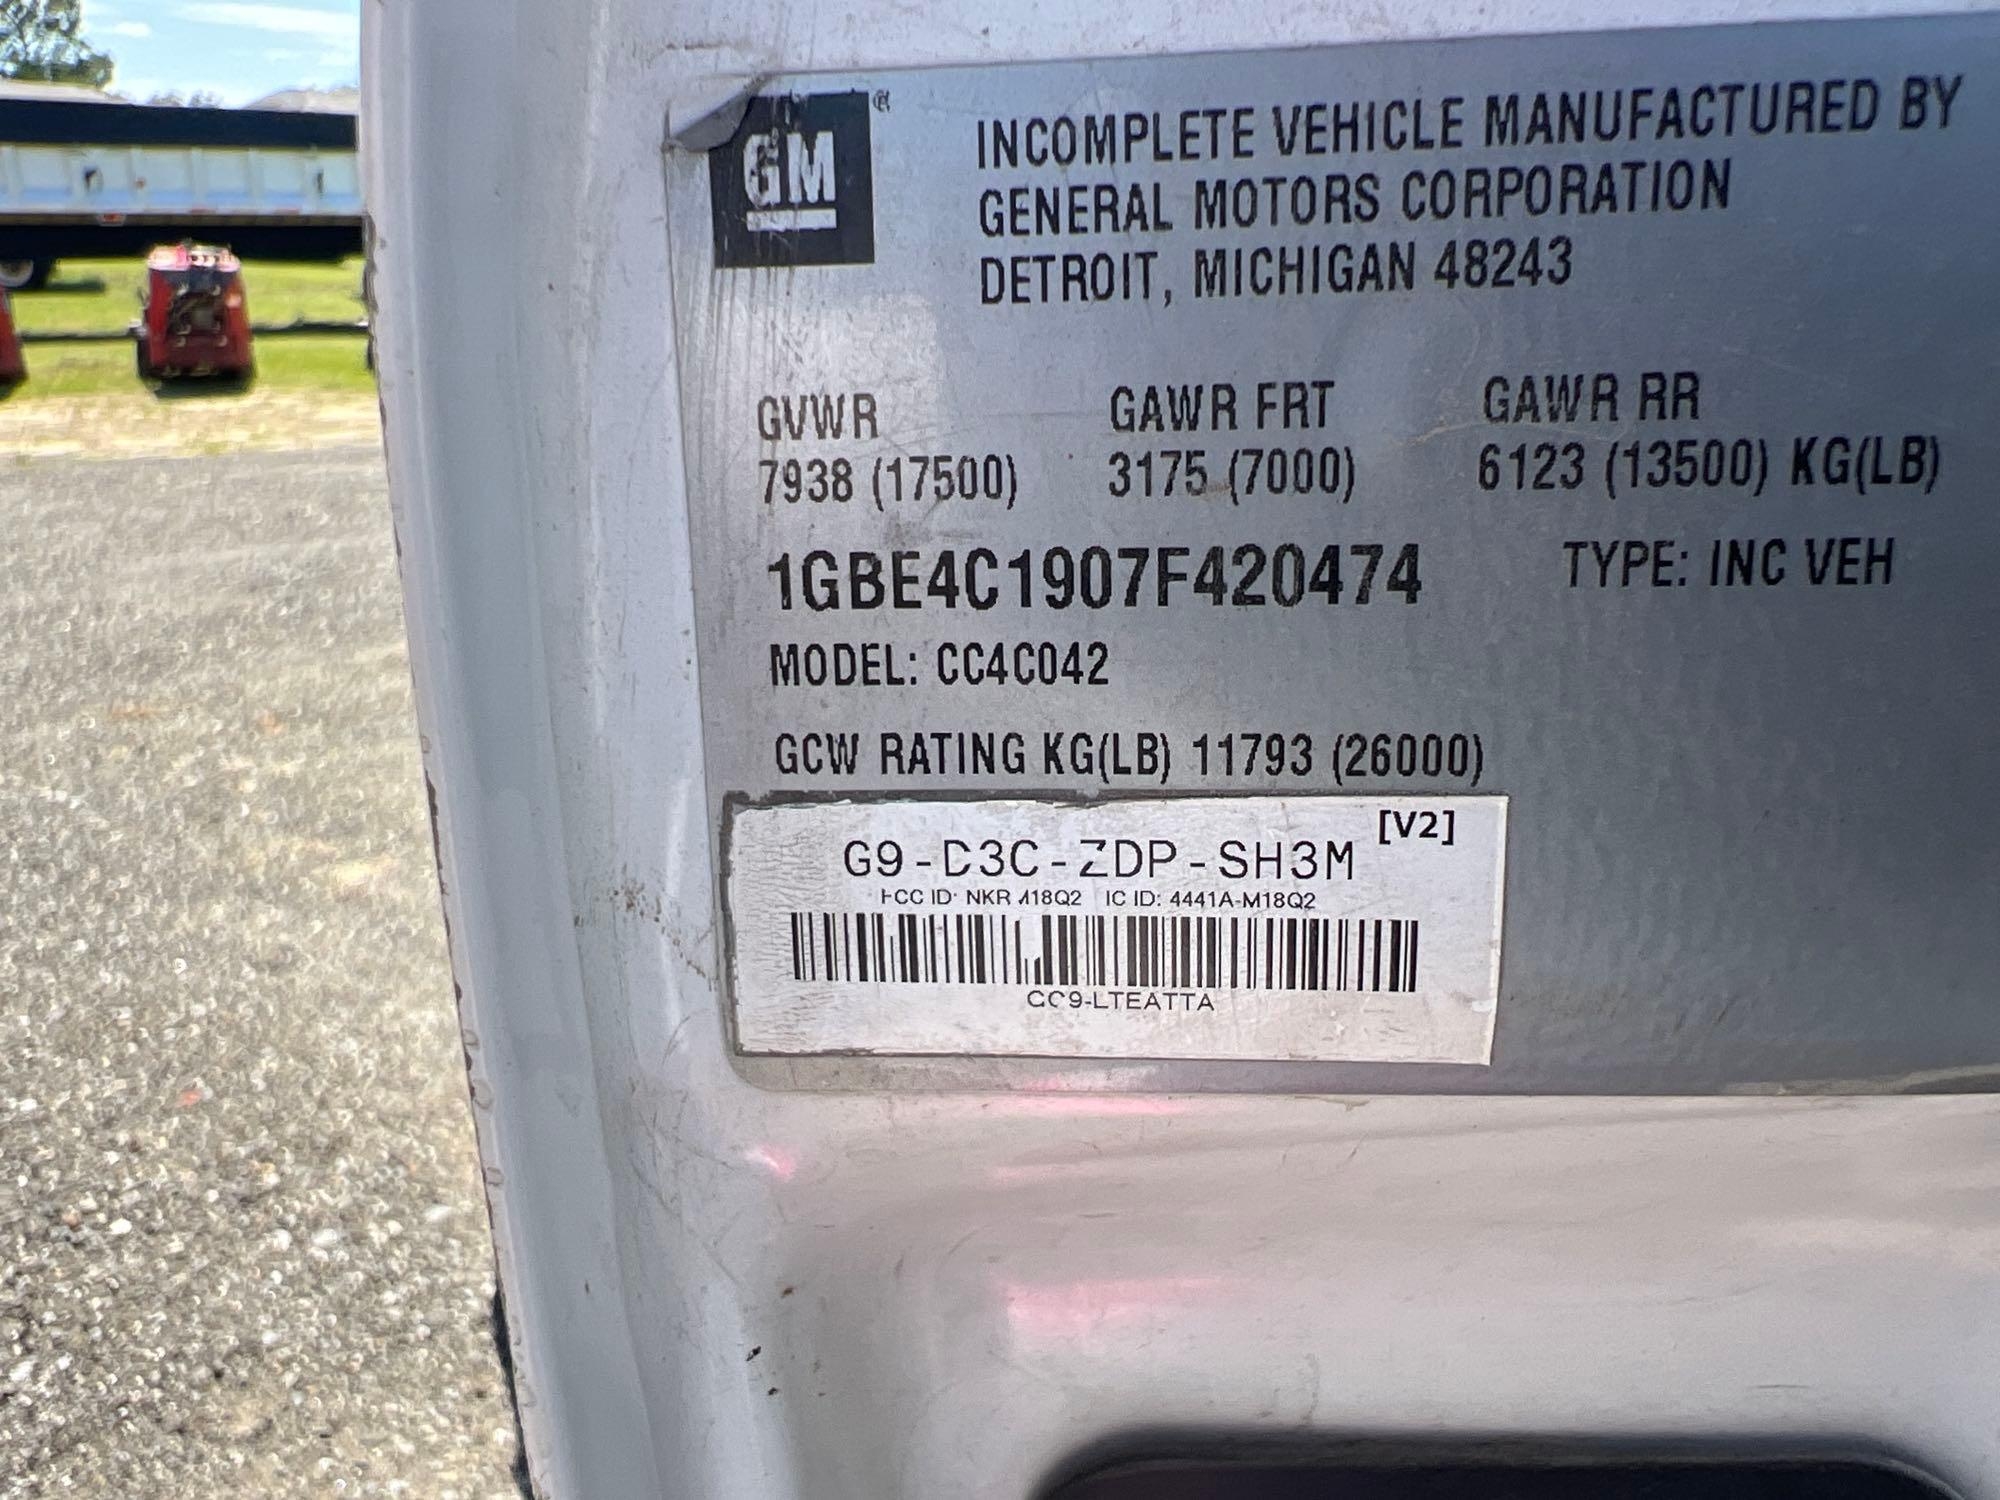 GM ®
INCOMPLETE VEHICLE MANUFACTURED BY
GENERAL MOTORS CORPORATION
DETROIT, MICHIGAN 48243
GVWR GAWR FRT GAWR RR
7938 (17500) 3175 (7000) 6123 (13500) KG(LB)
1GBE4C1907F420474 TYPE: INC VEH
MODEL: CC4C042
GCW RATING KG(LB) 11793 (26000)
[V2]
G9-D3C-ZDP-SH3M
FCC ID: NKR M18Q2 IC ID: 4441A-M18Q2
GO9-LTEATTA